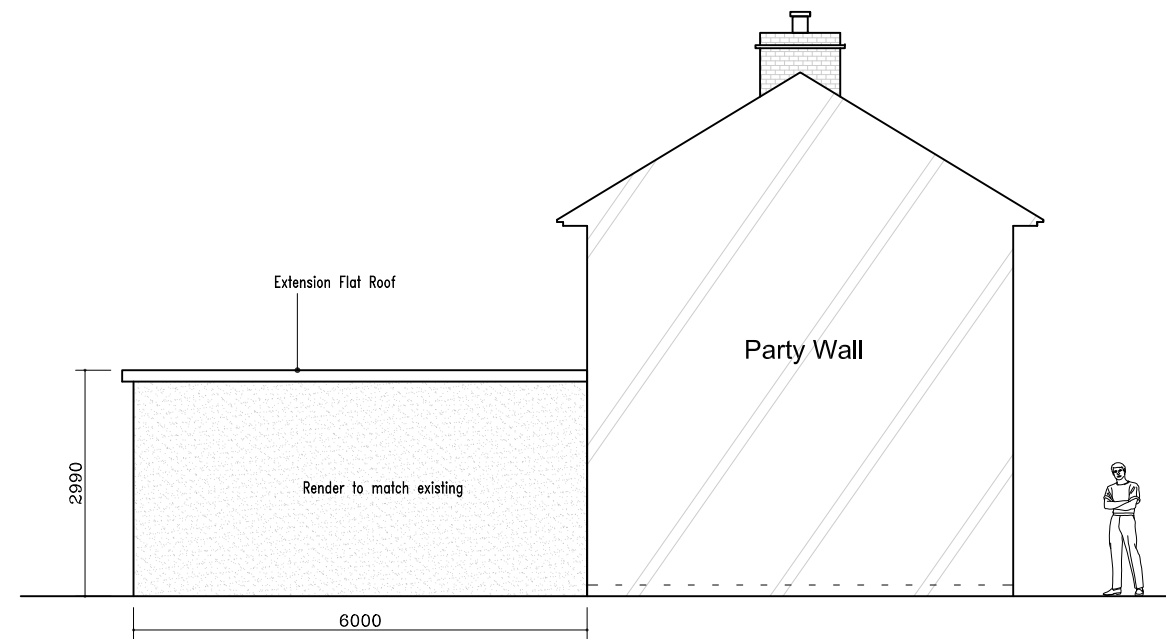 Extension Flat Roof
Party Wall
2990
Render to match existing
6000